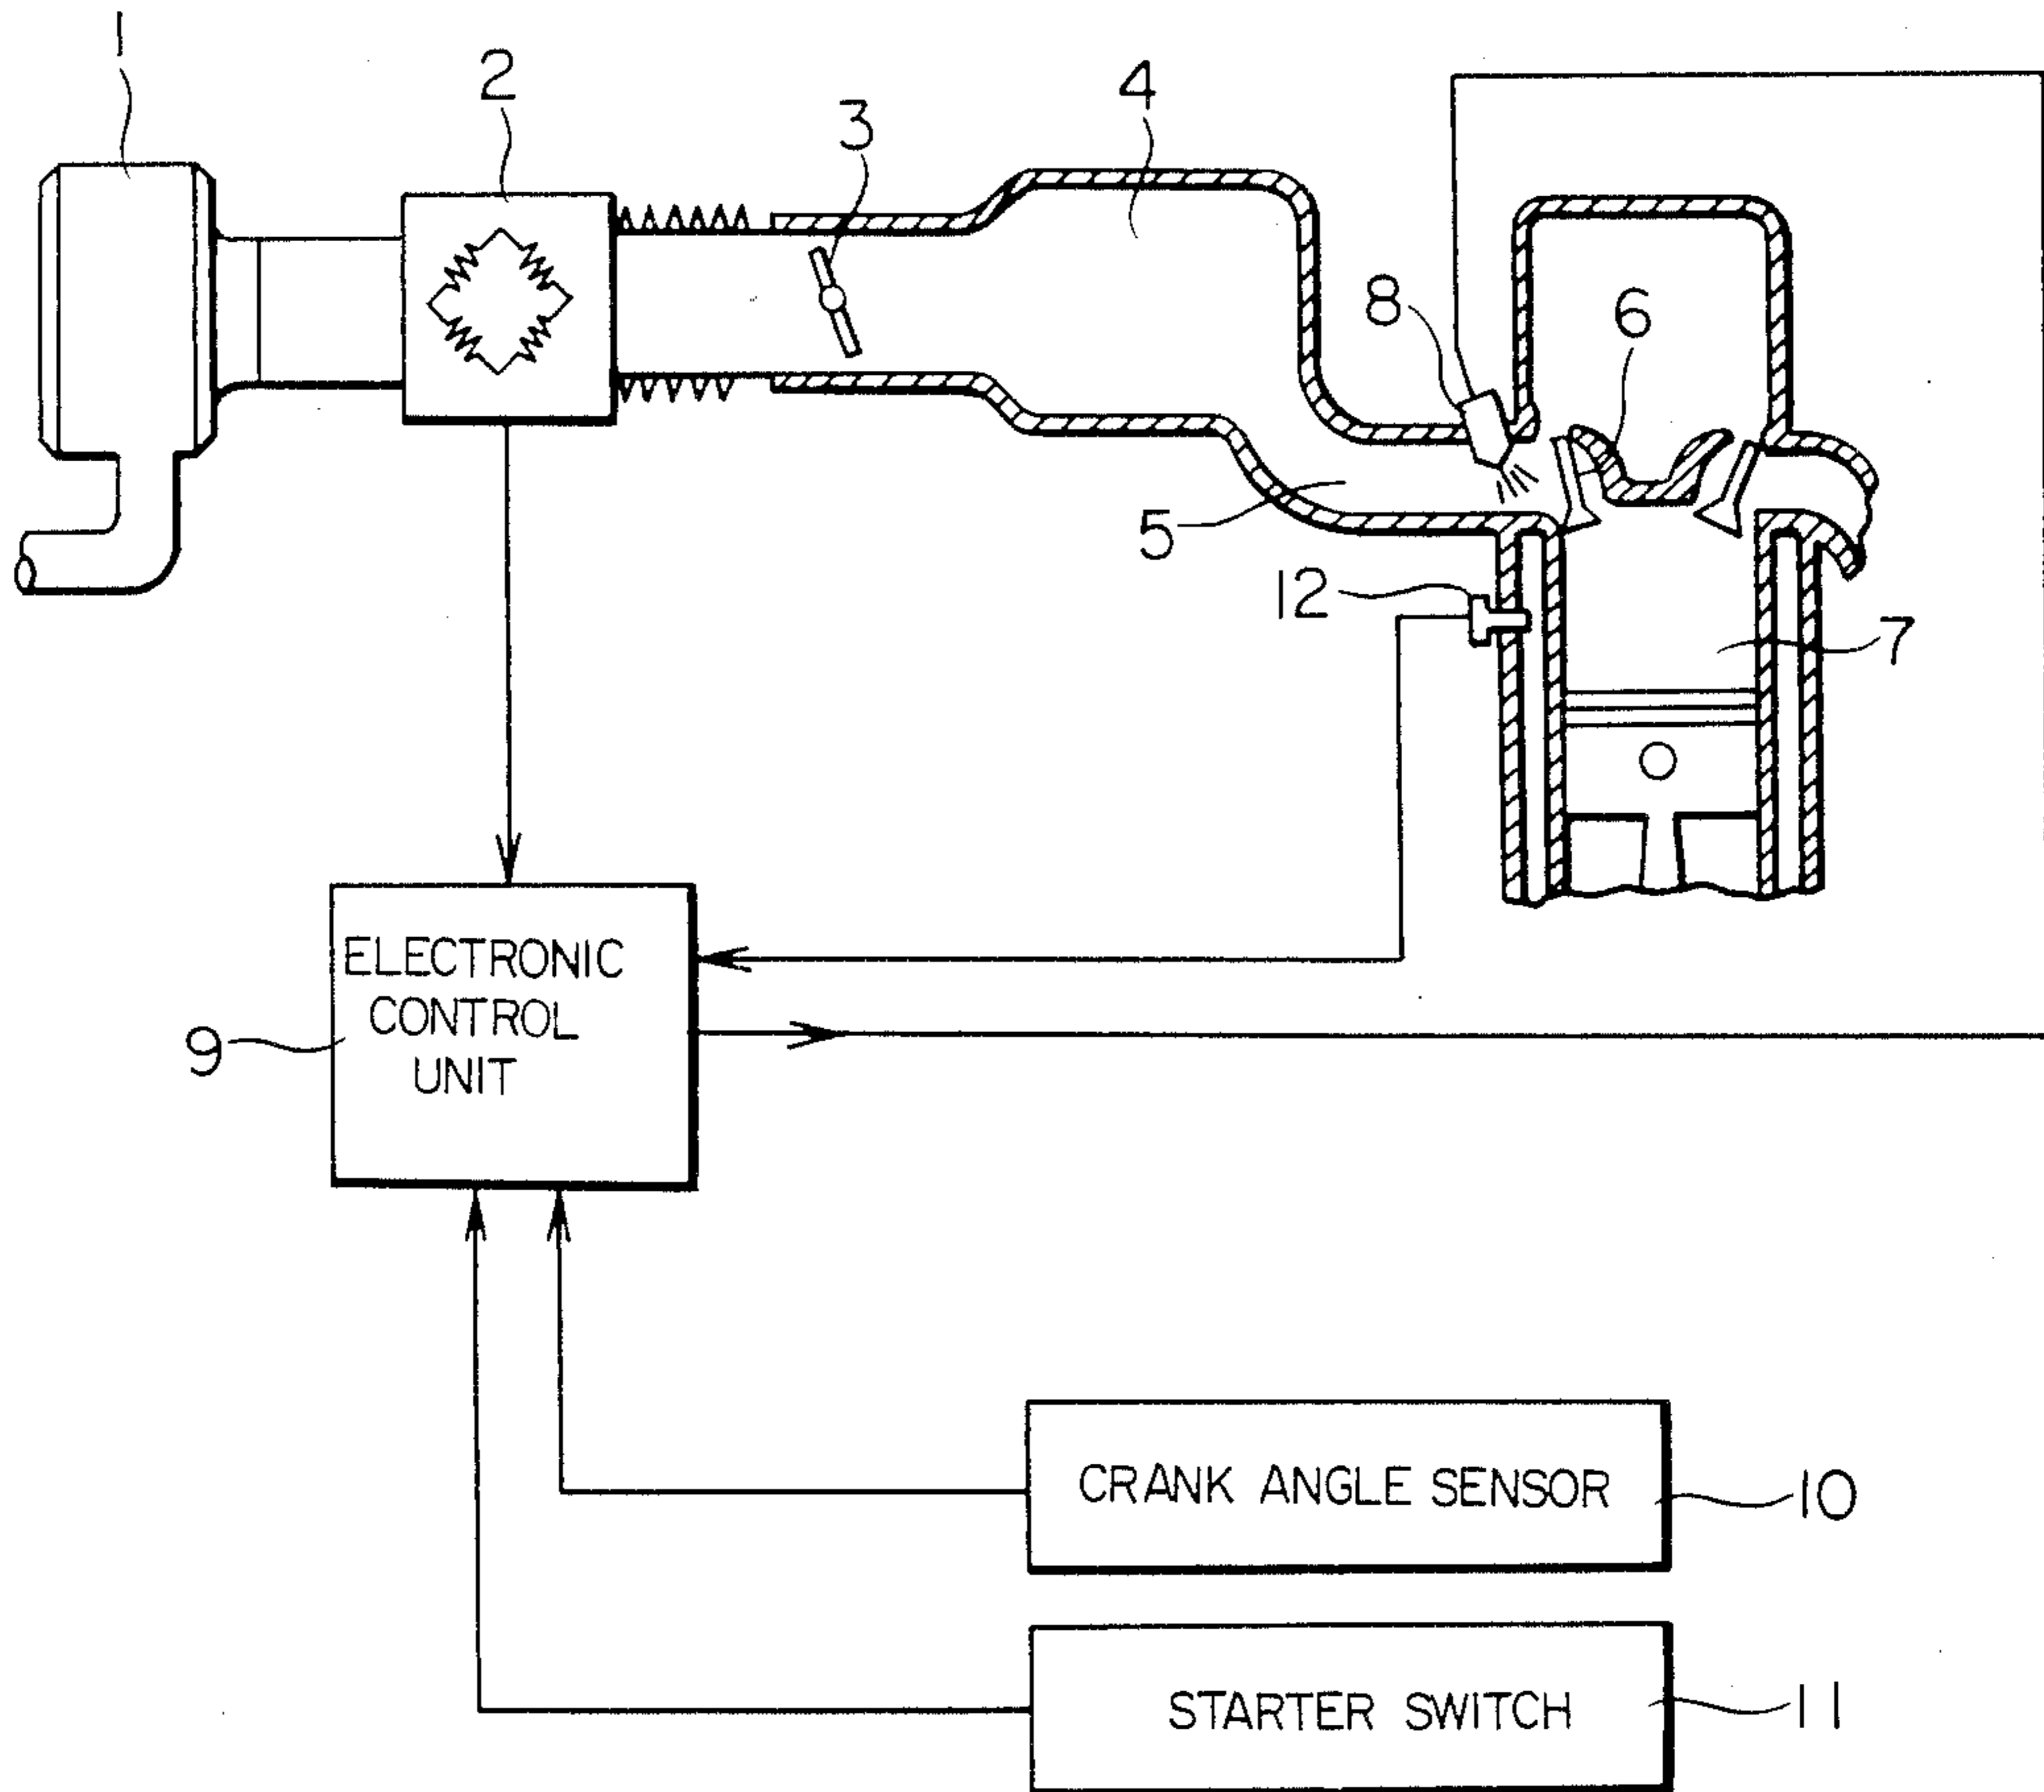 1
2
3
4
8
6
5
12
7
ELECTRONIC
CONTROL
UNIT
9
CRANK ANGLE SENSOR
10
STARTER SWITCH
11